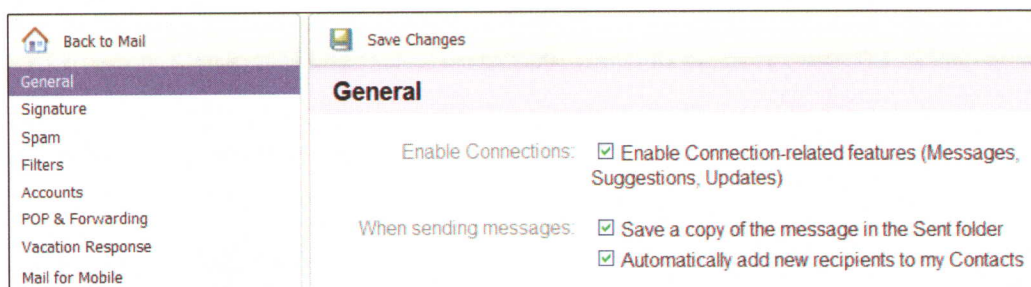 Back to Mail
General
Signature
Spam
Filters
Accounts
POP & Forwarding
Vacation Response
Mail for Mobile
Save Changes
General
Enable Connections:
Enable Connection-related features (Messages,
Suggestions, Updates)
When sending messages:
Save a copy of the message in the Sent folder
Automatically add new recipients to my Contacts